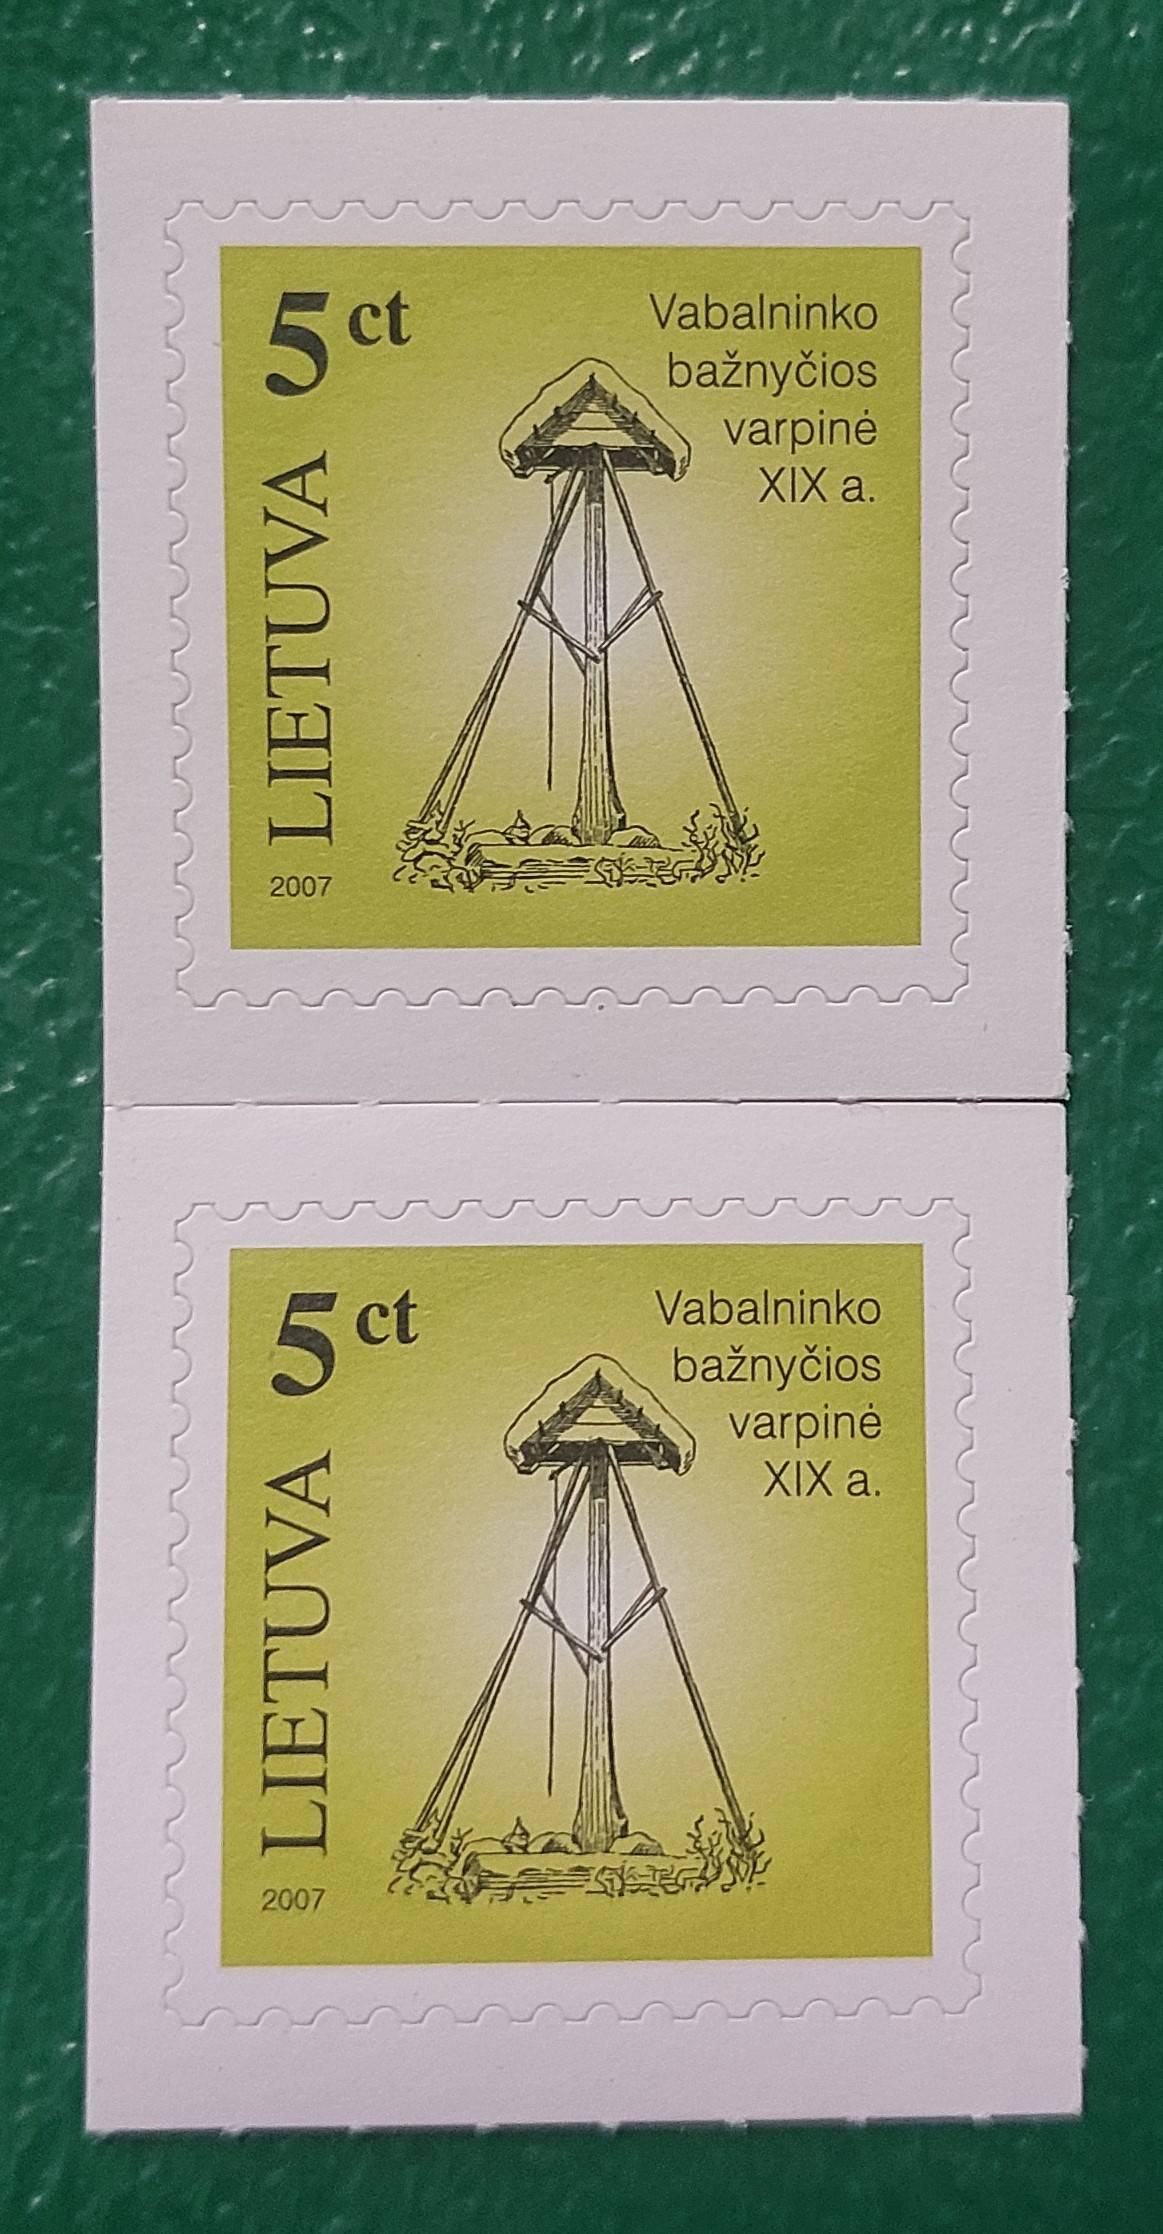 5 ct
Vabalninko
bažnyčios
varpinė
XIX a.
LIETUVA
2007
5 ct
Vabalninko
bažnyčios
varpinė
XIX a.
LIETUVA
2007